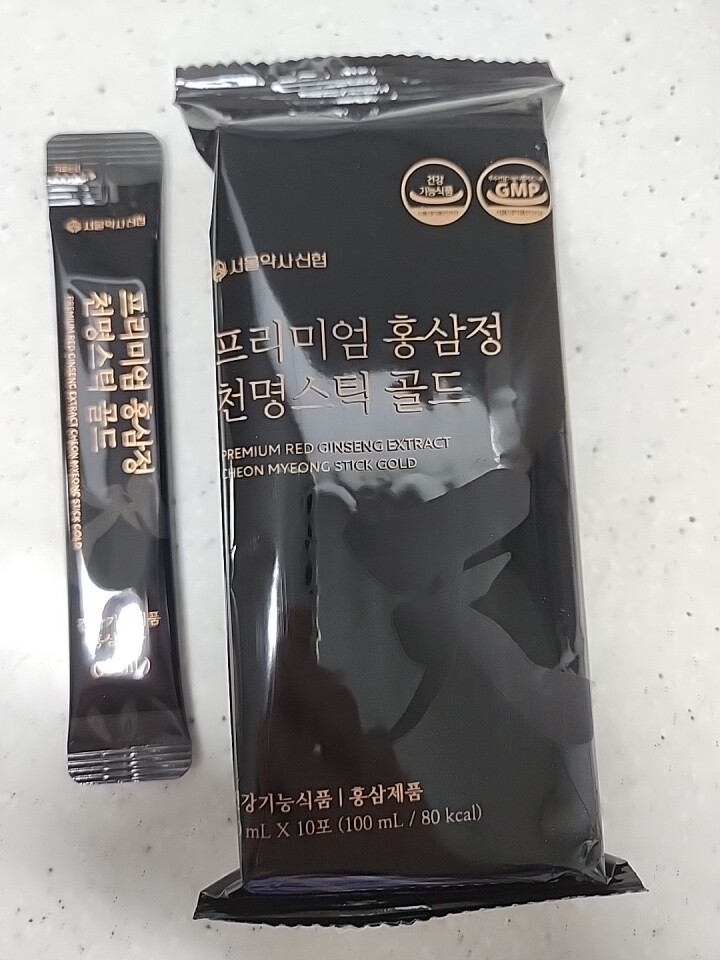 서울약사신협
프리미엄 홍삼정
천명스틱 골드
PREMIUM RED GINSENG EXTRACT CHEON MYEONG STICK GOLD
건강
기능식품
GMP
서울약사신협
프리미엄 홍삼정
천명스틱 골드
PREMIUM RED GINSENG EXTRACT
CHEON MYEONG STICK GOLD
강기능식품 | 홍삼제품
mL X 10포 (100 mL / 80 kcal)